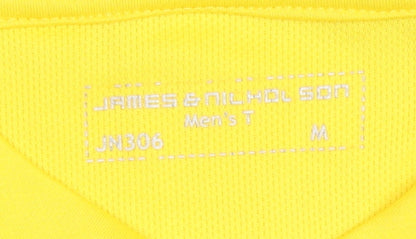 JAMES & NICHOLSON
Men's T
JN306 M